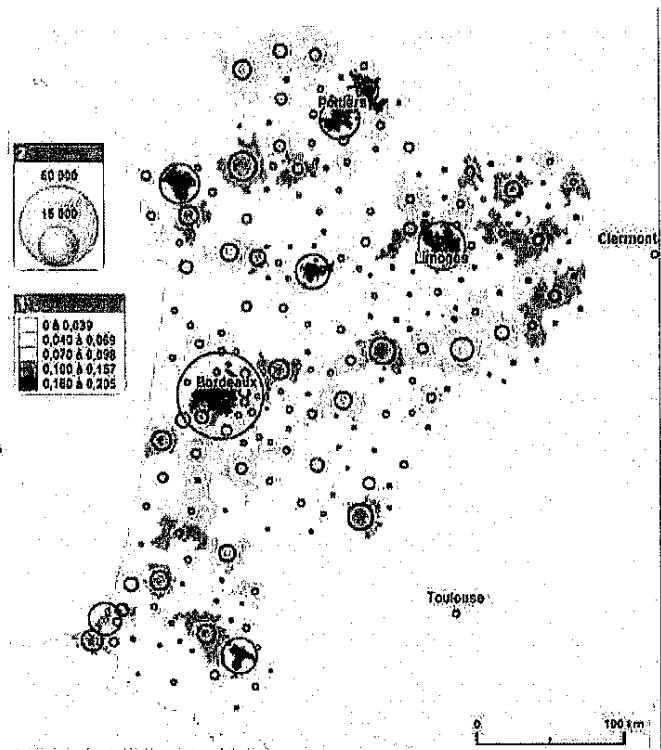 Poitiers
60 000
15 000
Limoges
Clermont
0 à 0,039
0,040 à 0,069
0,070 à 0,098
0,100 à 0,157
0,160 à 0,205
Bordeaux
Toulouse
0 100 km